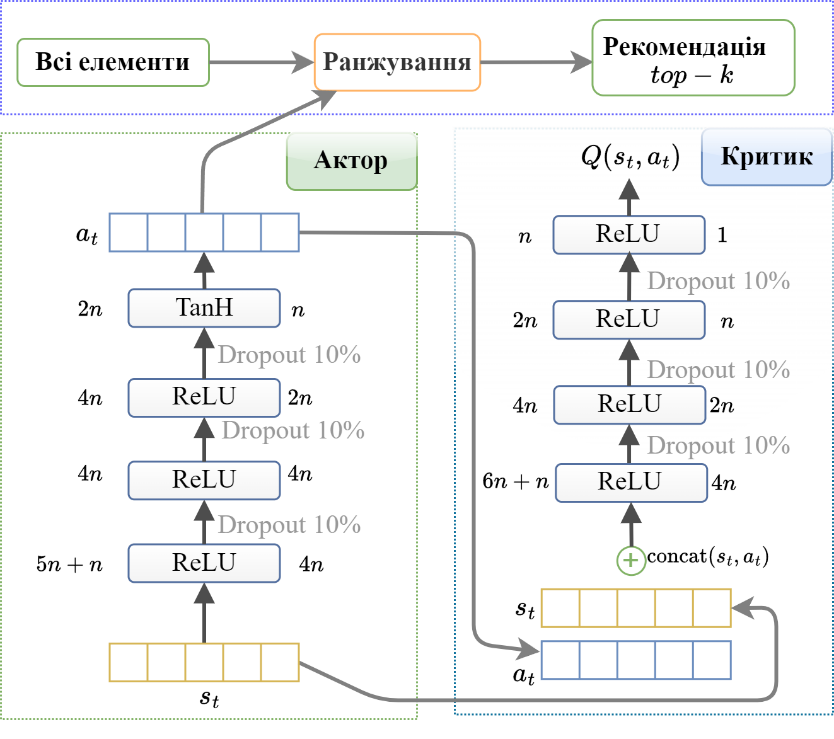 Всі елементи
Ранжування
Рекомендація
top − k
Актор
a_t
2n TanH n
Dropout 10%
4n ReLU 2n
Dropout 10%
4n ReLU 4n
Dropout 10%
5n + n ReLU 4n
s_t
Критик
Q(s_t, a_t)
n ReLU 1
Dropout 10%
2n ReLU n
Dropout 10%
4n ReLU 2n
Dropout 10%
6n + n ReLU 4n
+ concat(s_t, a_t)
s_t
a_t